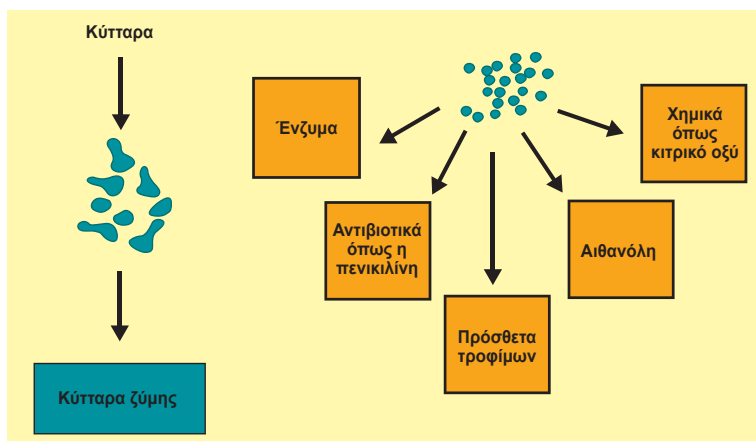 Κύτταρα
Κύτταρα ζύμης
Ένζυμα
Αντιβιοτικά
όπως η
πενικιλίνη
Πρόσθετα
τροφίμων
Αιθανόλη
Χημικά
όπως
κιτρικό οξύ